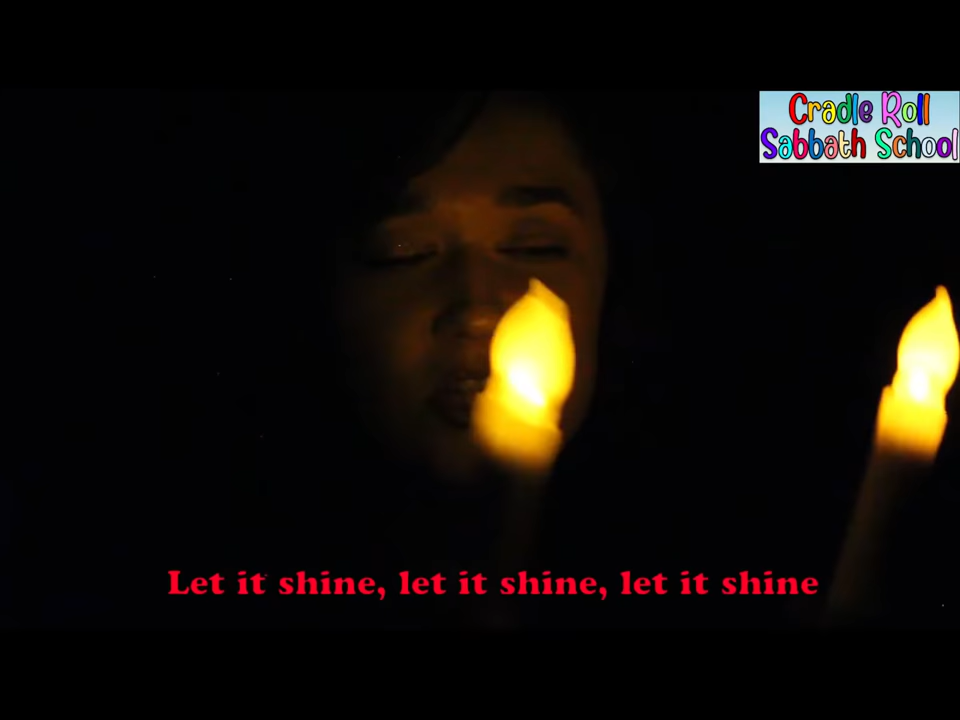 Cradle Roll
Sabbath School
Let it shine, let it shine, let it shine